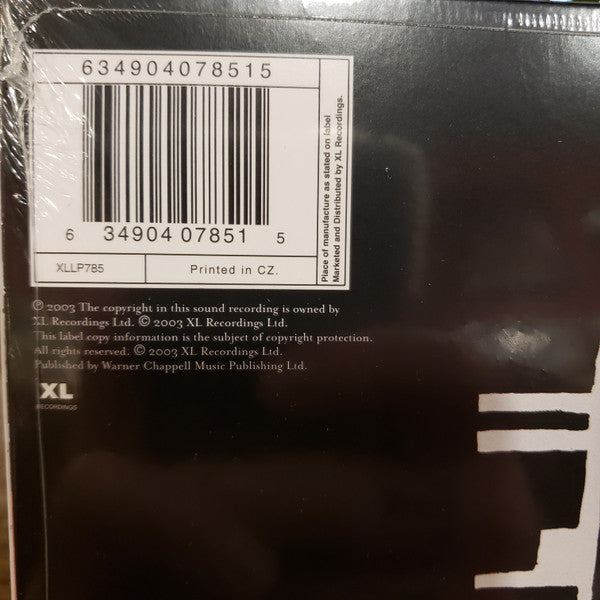 634904078515
6 34904 07851 5
XLLP785
Printed in CZ.
Place of manufacture as stated on label
Marketed and Distributed by XL Recordings.
℗ 2003 The copyright in this sound recording is owned by
XL Recordings Ltd. © 2003 XL Recordings Ltd.
This label copy information is the subject of copyright protection.
All rights reserved. © 2003 XL Recordings Ltd.
Published by Warner Chappell Music Publishing Ltd.
XL
RECORDINGS